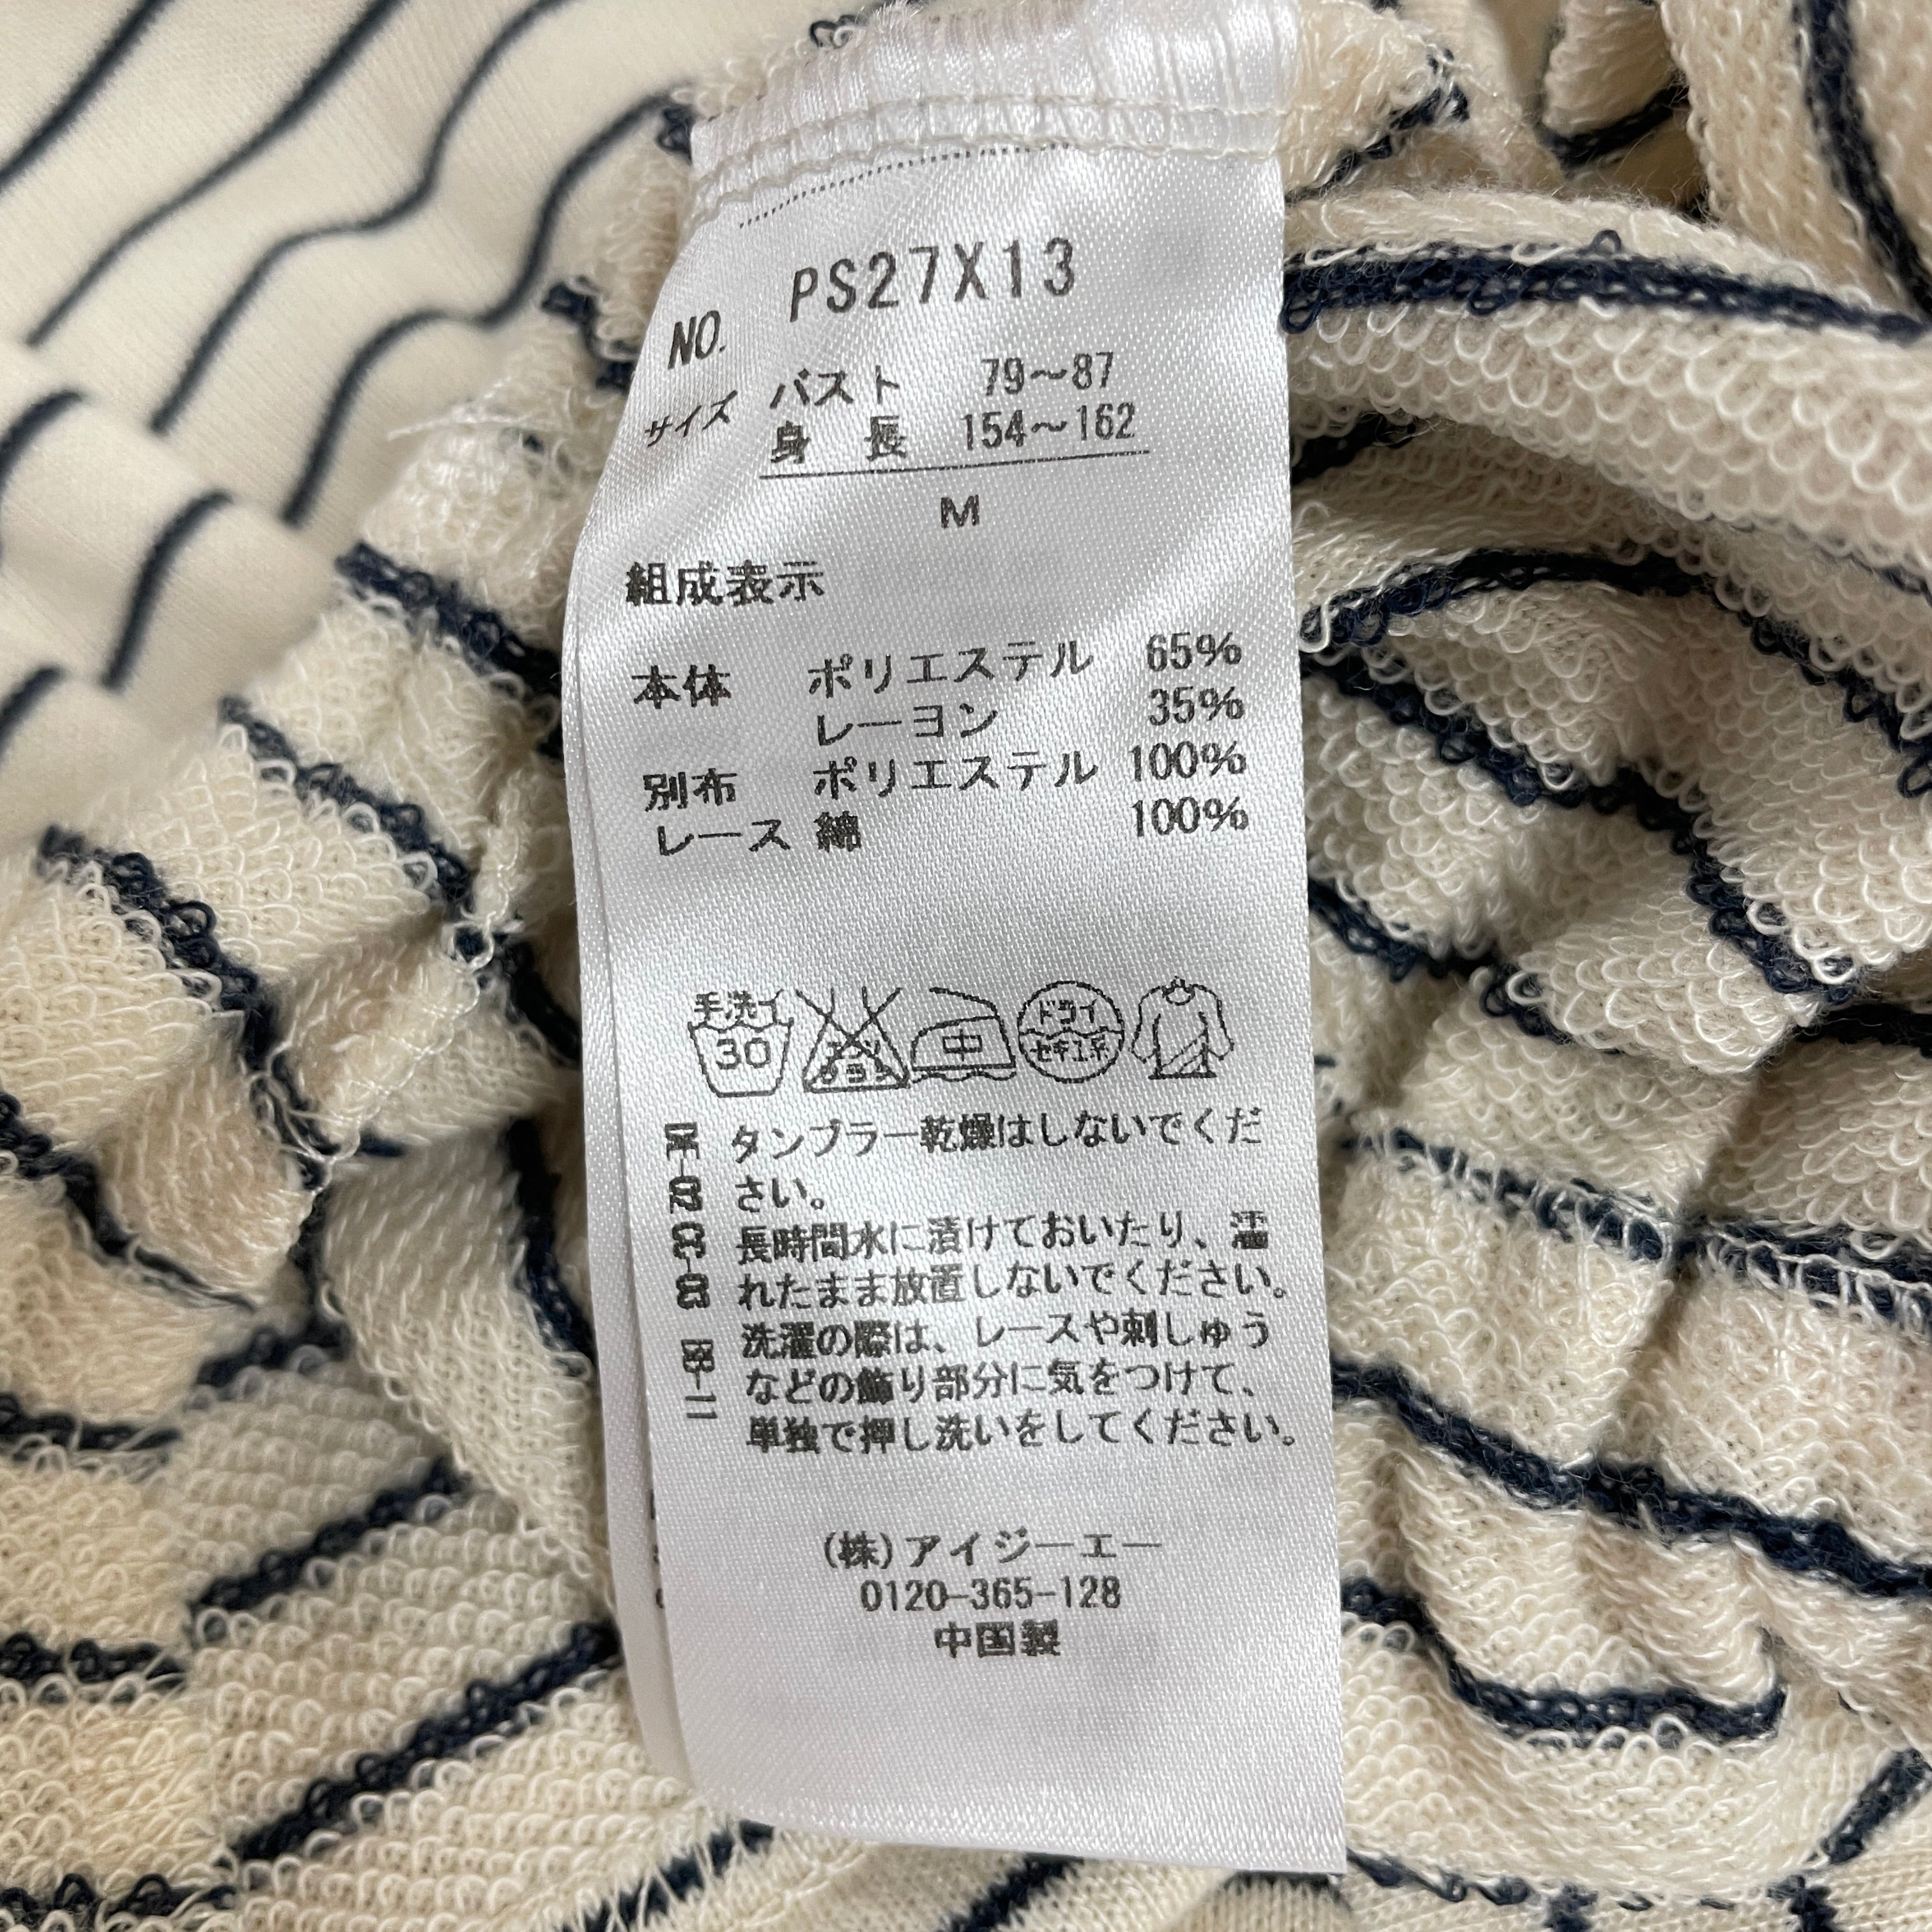 NO. PS27X13
サイズ バスト 79～87
身 長 154～162
M
組成表示
本体 ポリエステル 65%
レーヨン 35%
別布 ポリエステル 100%
レース 綿 100%
手洗イ 30
中
ドライ
セキユ系
タンブラー乾燥はしないでくだ
さい。
長時間水に漬けておいたり、濡
れたまま放置しないでください。
洗濯の際は、レースや刺しゅう
などの飾り部分に気をつけて、
単独で押し洗いをしてください。
(株)アイジーエー
0120-365-128
中国製